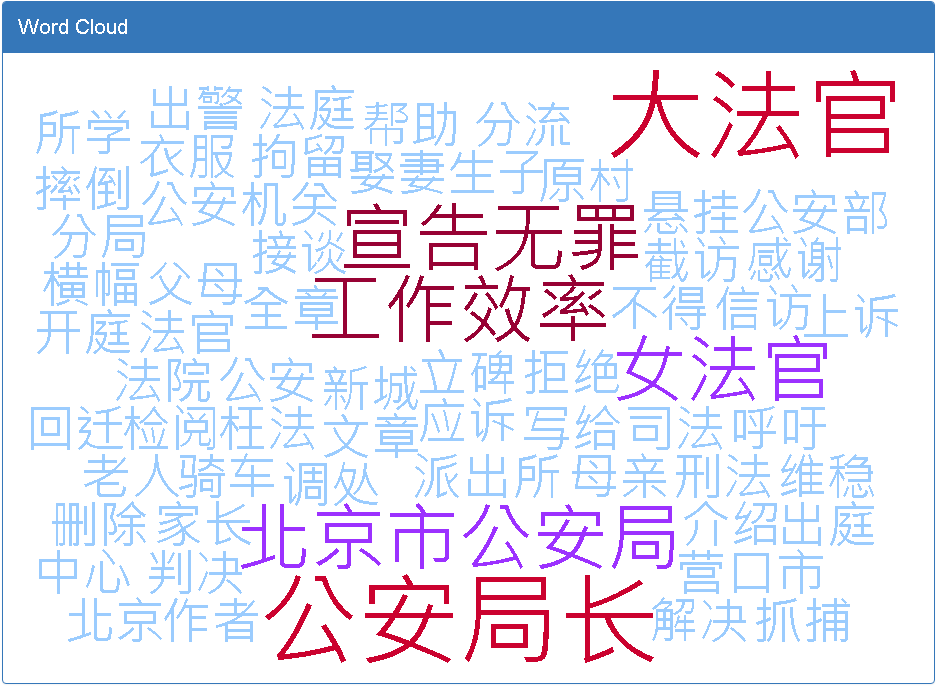 Word Cloud
大法官
出警 法庭 帮助 分流
所学
衣服 拘留 娶妻生子 原村
摔倒 公安机关 悬挂 公安部
分局 接谈 宣告无罪 截访 感谢
横幅 父母 全章 工作效率 不得 信访 上诉
开庭 法官
法院 公安 新城 立碑 拒绝 女法官
回迁 检阅 枉法 文章 应诉 写给 司法 呼吁
老人 骑车 调处 派出所 母亲 刑法 维稳
删除 家长 北京市公安局 介绍 出庭
中心 判决 营口市
北京 作者 公安局长 解决 抓捕